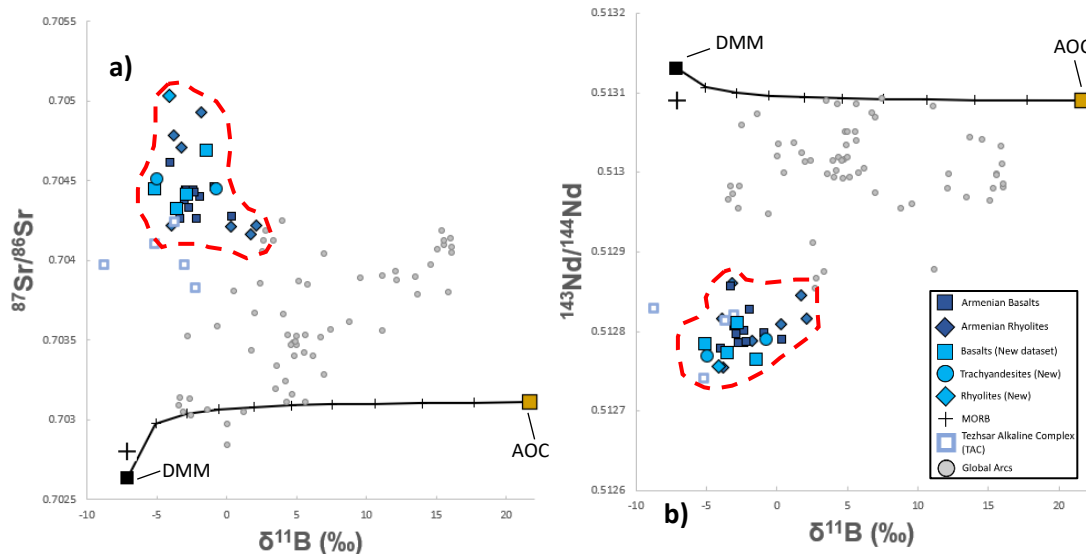 a)
0.7055
0.705
0.7045
0.704
0.7035
0.703
0.7025
87Sr/86Sr
DMM
AOC
-10
-5
0
5
10
15
20
δ11B (‰)
b)
0.5132
0.5131
0.513
0.5129
0.5128
0.5127
0.5126
143Nd/144Nd
DMM
AOC
-10
-5
0
5
10
15
20
δ11B (‰)
Armenian Basalts
Armenian Rhyolites
Basalts (New dataset)
Trachyandesites (New)
Rhyolites (New)
MORB
Tezhsar Alkaline Complex
(TAC)
Global Arcs